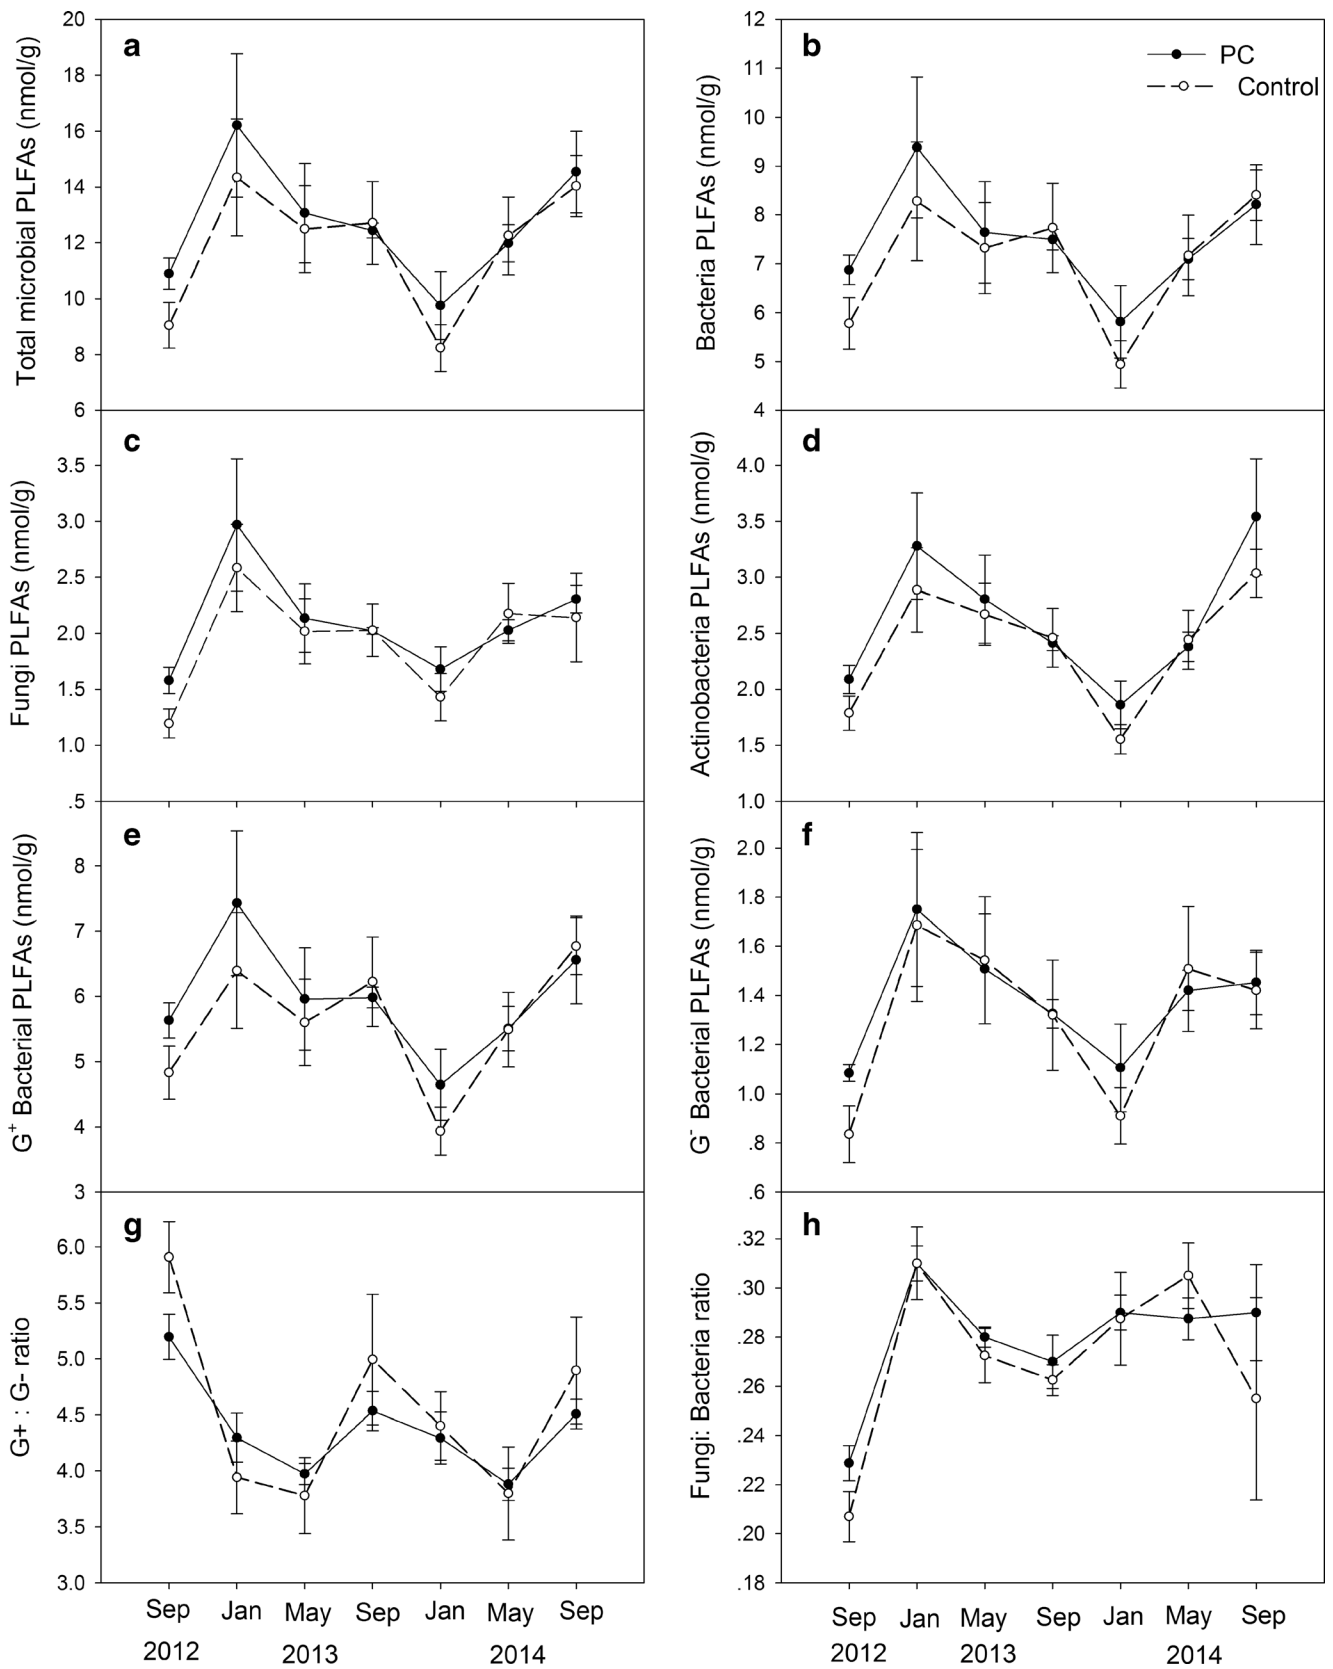 a
Total microbial PLFAs (nmol/g)
20
18
16
14
12
10
8
6
b
PC
Control
Bacteria PLFAs (nmol/g)
12
11
10
9
8
7
6
5
4
c
Fungi PLFAs (nmol/g)
3.5
3.0
2.5
2.0
1.5
1.0
.5
d
Actinobacteria PLFAs (nmol/g)
4.0
3.5
3.0
2.5
2.0
1.5
1.0
e
G+ Bacterial PLFAs (nmol/g)
8
7
6
5
4
3
f
G- Bacterial PLFAs (nmol/g)
2.0
1.8
1.6
1.4
1.2
1.0
.8
.6
g
G+ : G- ratio
6.0
5.5
5.0
4.5
4.0
3.5
3.0
Sep Jan May Sep Jan May Sep
2012 2013 2014
h
Fungi: Bacteria ratio
.32
.30
.28
.26
.24
.22
.20
.18
Sep Jan May Sep Jan May Sep
2012 2013 2014